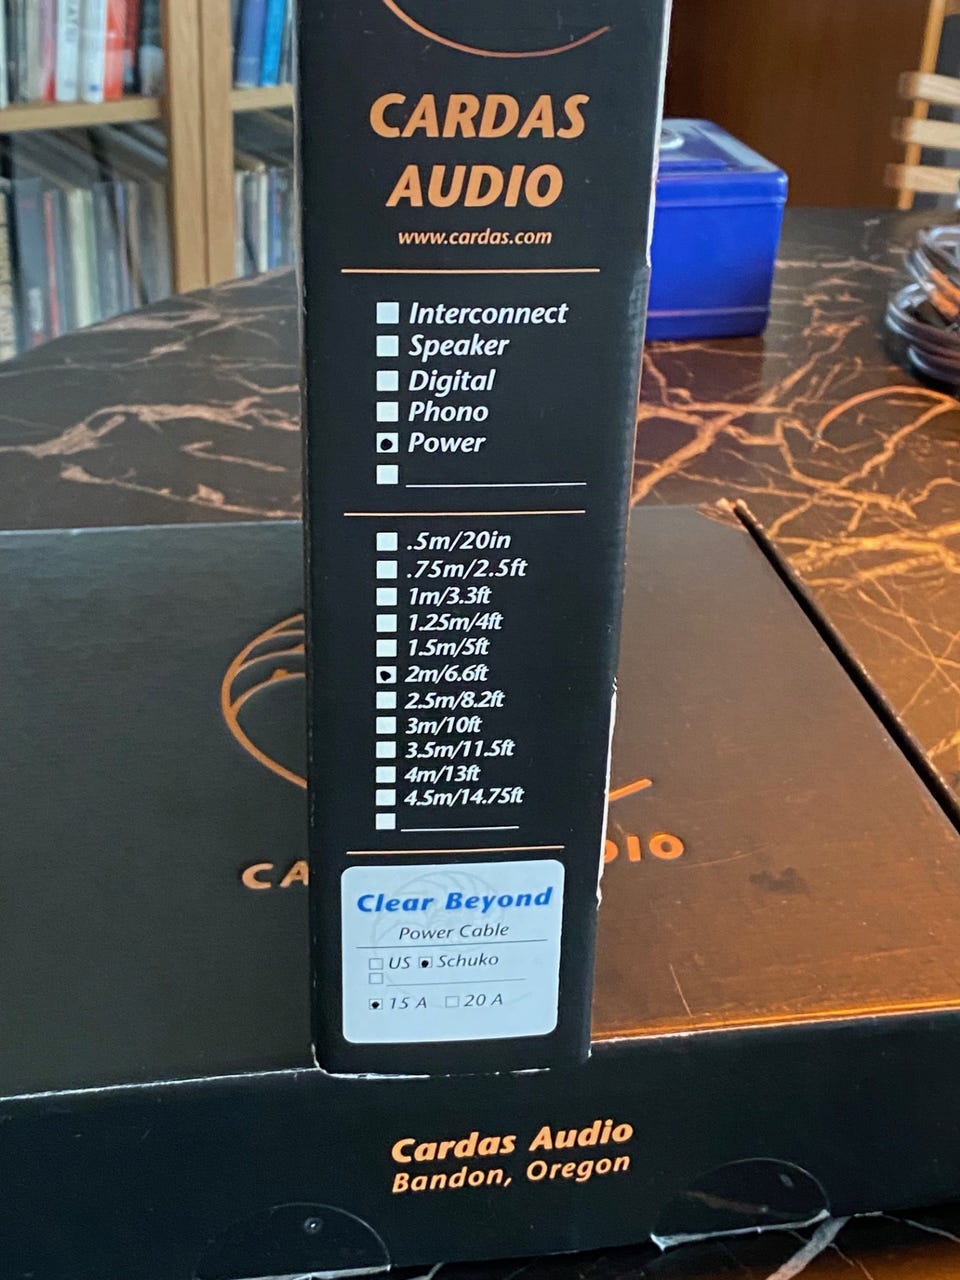 CARDAS
AUDIO
www.cardas.com
Interconnect
Speaker
Digital
Phono
Power
.5m/20in
.75m/2.5ft
1m/3.3ft
1.25m/4ft
1.5m/5ft
2m/6.6ft
2.5m/8.2ft
3m/10ft
3.5m/11.5ft
4m/13ft
4.5m/14.75ft
Clear Beyond
Power Cable
US Schuko
15 A 20 A
CA DIO
Cardas Audio
Bandon, Oregon